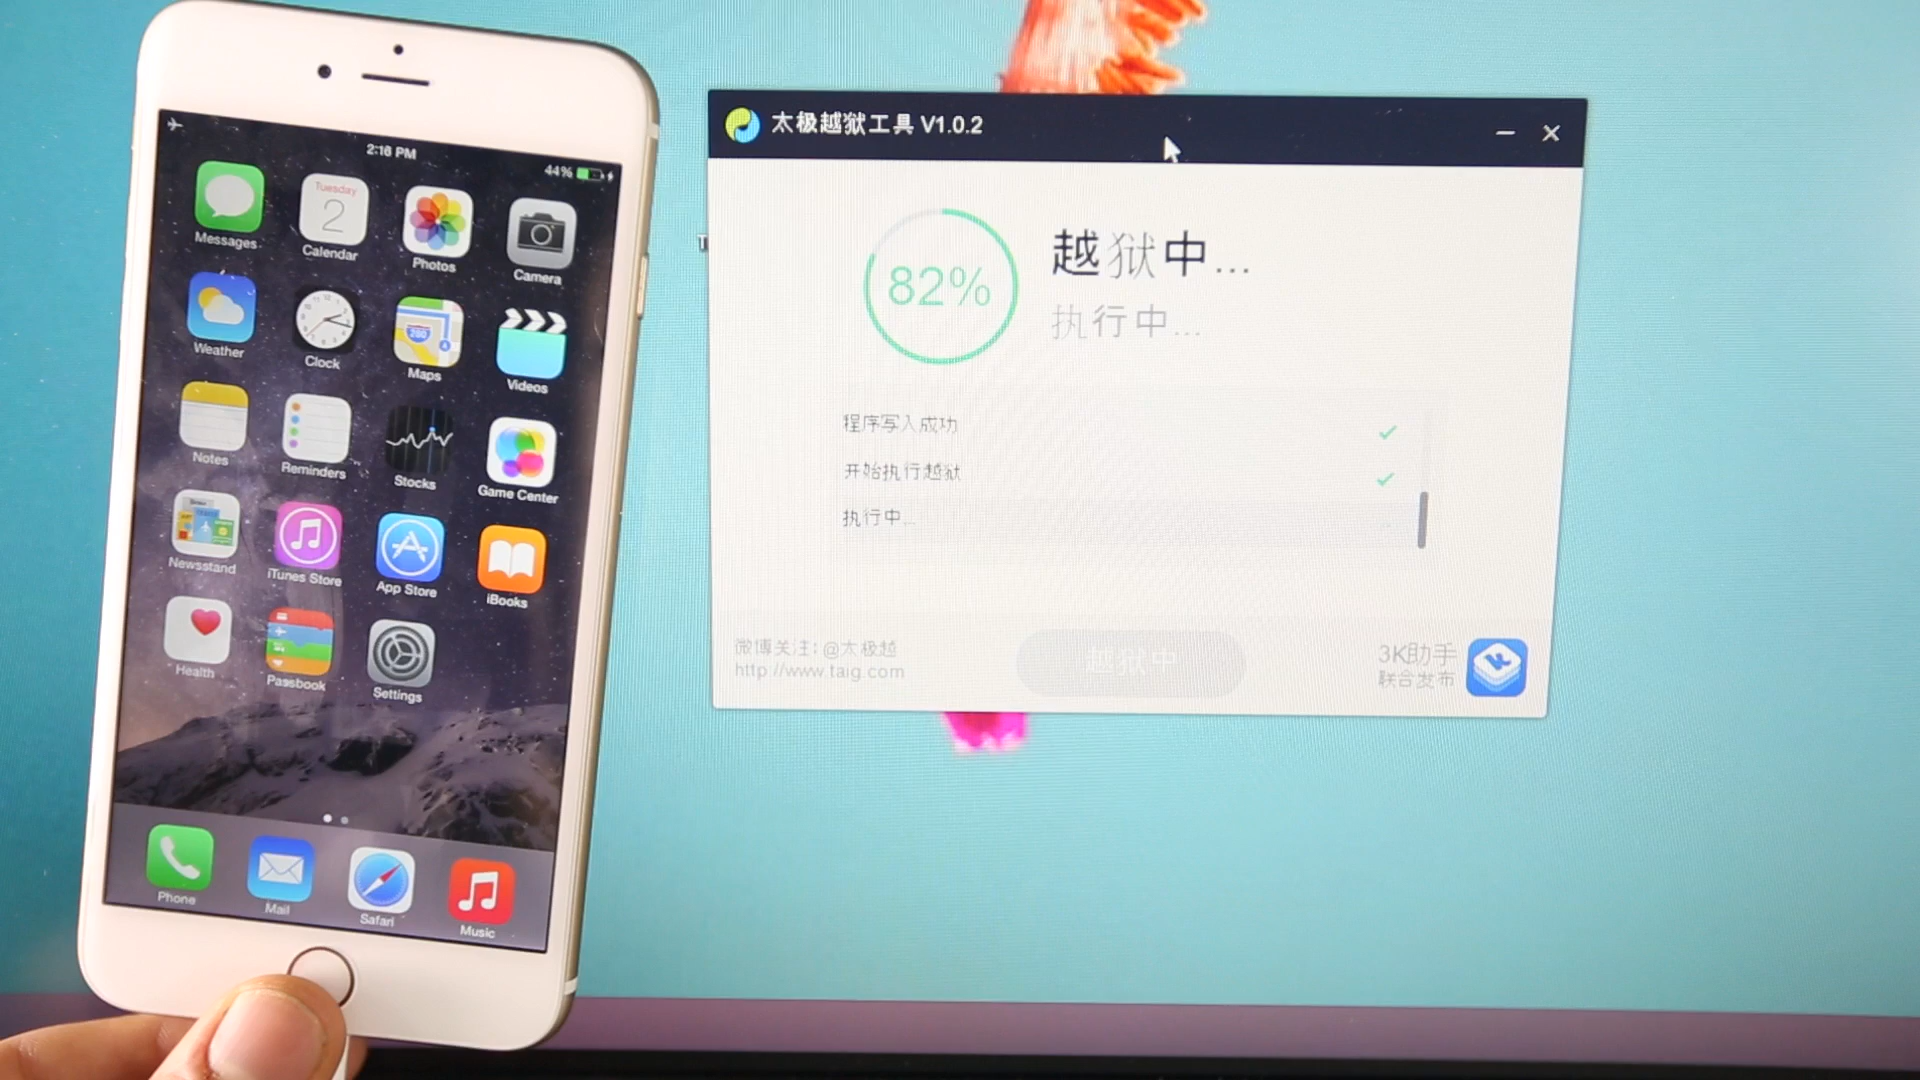 2:16 PM
44%
Messages
Tuesday
2
Calendar
Photos
Camera
Weather
Clock
280
Maps
Videos
Notes
Reminders
Stocks
Game Center
Newsstand
iTunes Store
App Store
iBooks
Health
Passbook
Settings
Phone
Mail
Safari
Music
太极越狱工具 V1.0.2
82%
越狱中...
执行中...
程序写入成功
开始执行越狱
执行中...
微博关注:@太极越
http://www.taig.com
越狱中
3K助手
联合发布